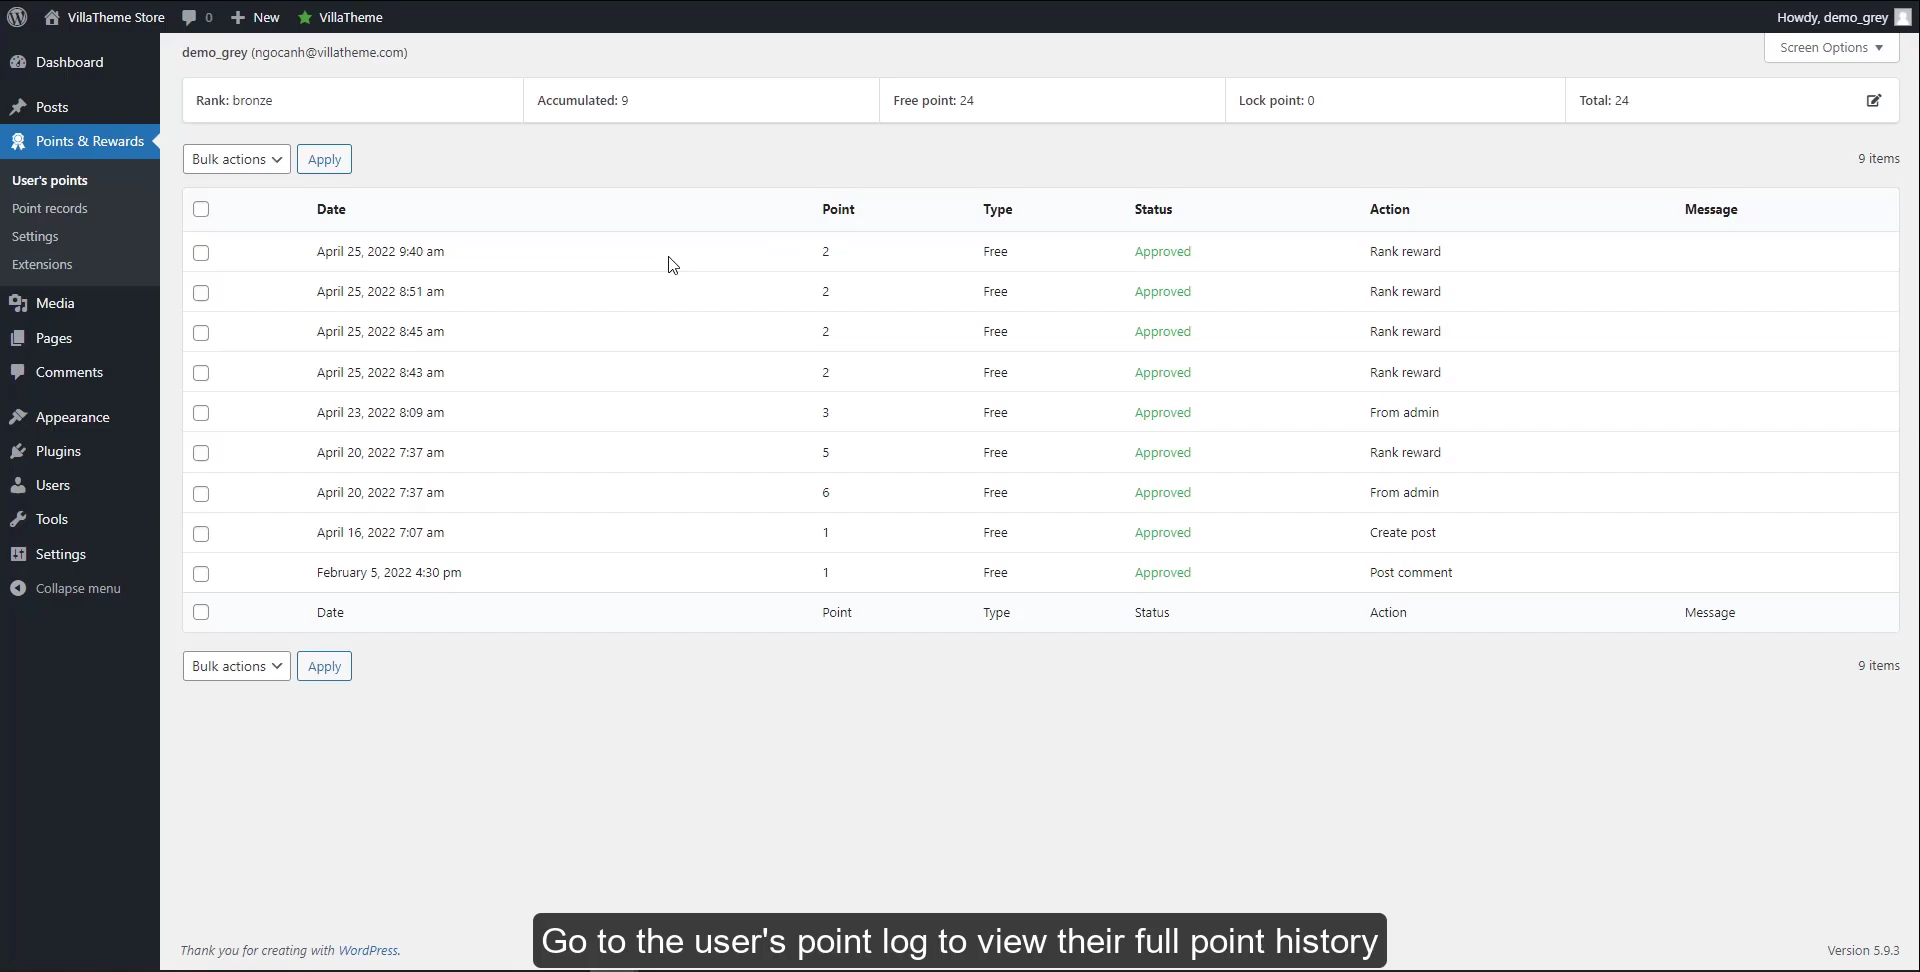 VillaTheme Store 0 New VillaTheme Howdy, demo_grey
Dashboard
Posts
Points & Rewards
User's points
Point records
Settings
Extensions
Media
Pages
Comments
Appearance
Plugins
Users
Tools
Settings
Collapse menu
demo_grey (ngocanh@villatheme.com)
Screen Options
Rank: bronze Accumulated: 9 Free point: 24 Lock point: 0 Total: 24
Bulk actions Apply 9 items
Date Point Type Status Action Message
April 25, 2022 9:40 am 2 Free Approved Rank reward
April 25, 2022 8:51 am 2 Free Approved Rank reward
April 25, 2022 8:45 am 2 Free Approved Rank reward
April 25, 2022 8:43 am 2 Free Approved Rank reward
April 23, 2022 8:09 am 3 Free Approved From admin
April 20, 2022 7:37 am 5 Free Approved Rank reward
April 20, 2022 7:37 am 6 Free Approved From admin
April 16, 2022 7:07 am 1 Free Approved Create post
February 5, 2022 4:30 pm 1 Free Approved Post comment
Date Point Type Status Action Message
Bulk actions Apply 9 items
Go to the user's point log to view their full point history
Thank you for creating with WordPress. Version 5.9.3